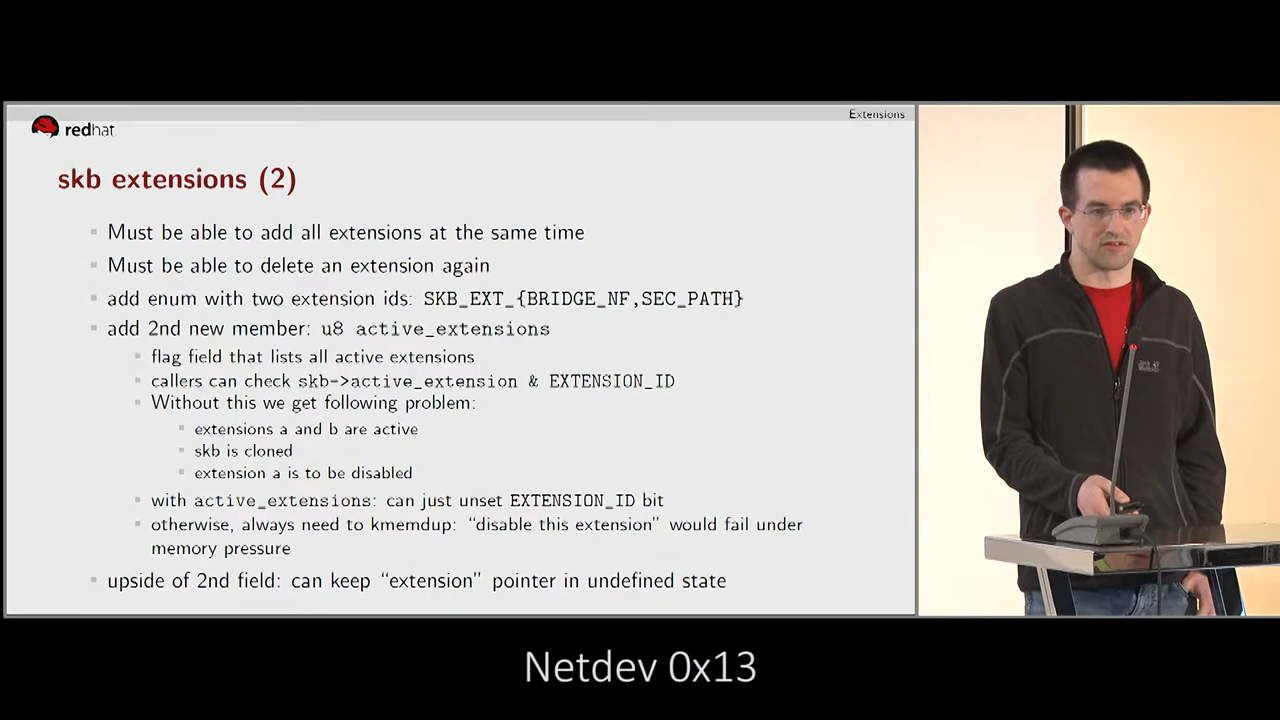 Extensions
redhat.
skb extensions (2)
Must be able to add all extensions at the same time
Must be able to delete an extension again
add enum with two extension ids: SKB_EXT_{BRIDGE_NF,SEC_PATH}
add 2nd new member: u8 active_extensions
flag field that lists all active extensions
callers can check skb->active_extension & EXTENSION_ID
Without this we get following problem:
extensions a and b are active
skb is cloned
extension a is to be disabled
with active_extensions: can just unset EXTENSION_ID bit
otherwise, always need to kmemdup: “disable this extension” would fail under
memory pressure
upside of 2nd field: can keep “extension” pointer in undefined state
Jack
Wolfskin
Netdev 0x13